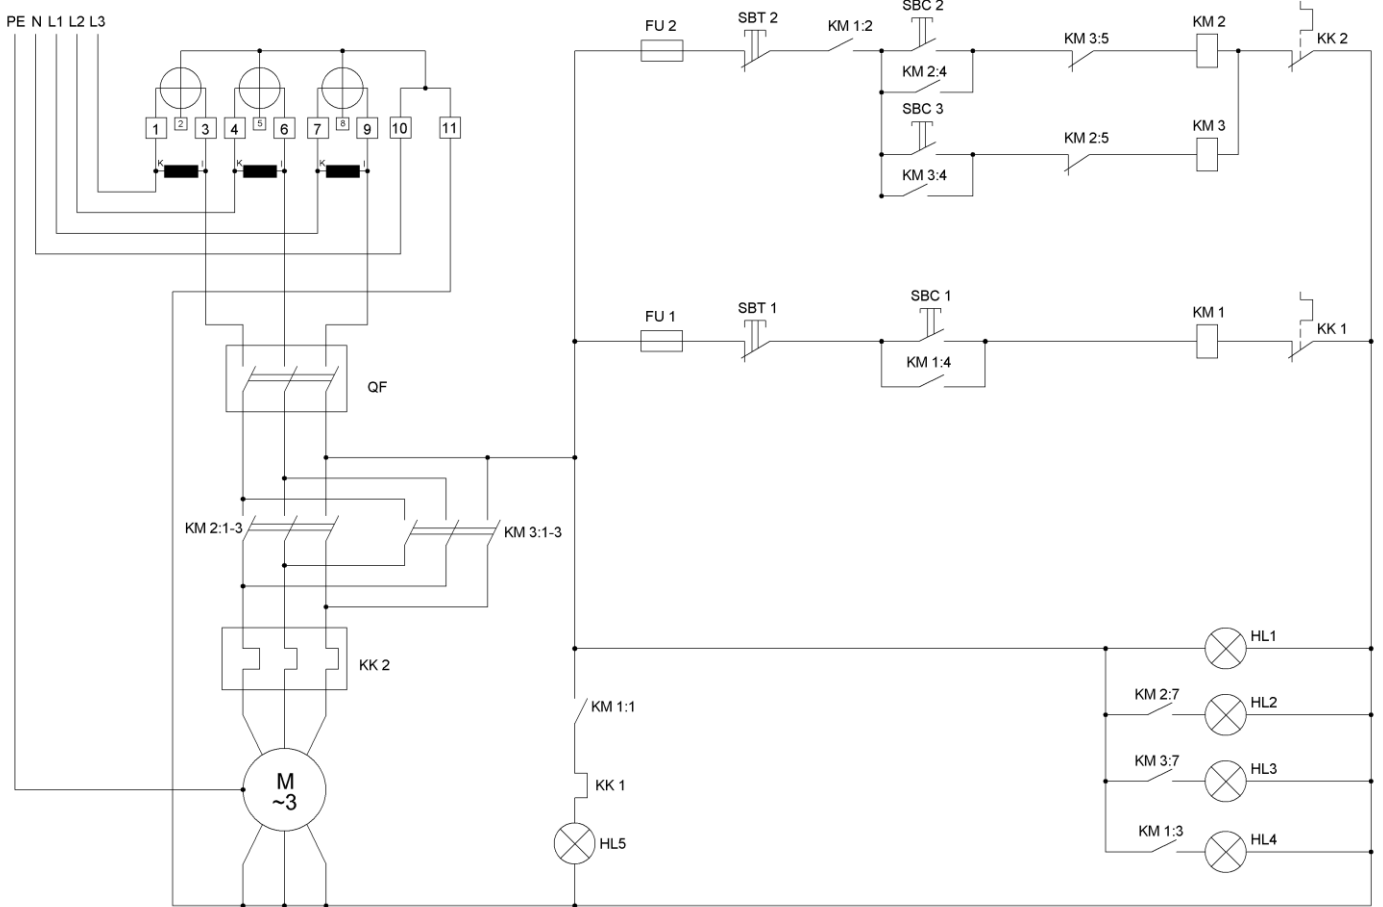 PE N L1 L2 L3
SBC 2
SBT 2
FU 2
KM 1:2
KM 3:5
KM 2
KK 2
KM 2:4
SBC 3
KM 2:5
KM 3
KM 3:4
1 2 3 4 5 6 7 8 9 10 11
K I K I K I
SBC 1
SBT 1
FU 1
KM 1
KK 1
KM 1:4
QF
KM 2:1-3
KM 3:1-3
KK 2
HL1
KM 2:7
HL2
KM 1:1
KM 3:7
HL3
M
~3
KK 1
KM 1:3
HL4
HL5